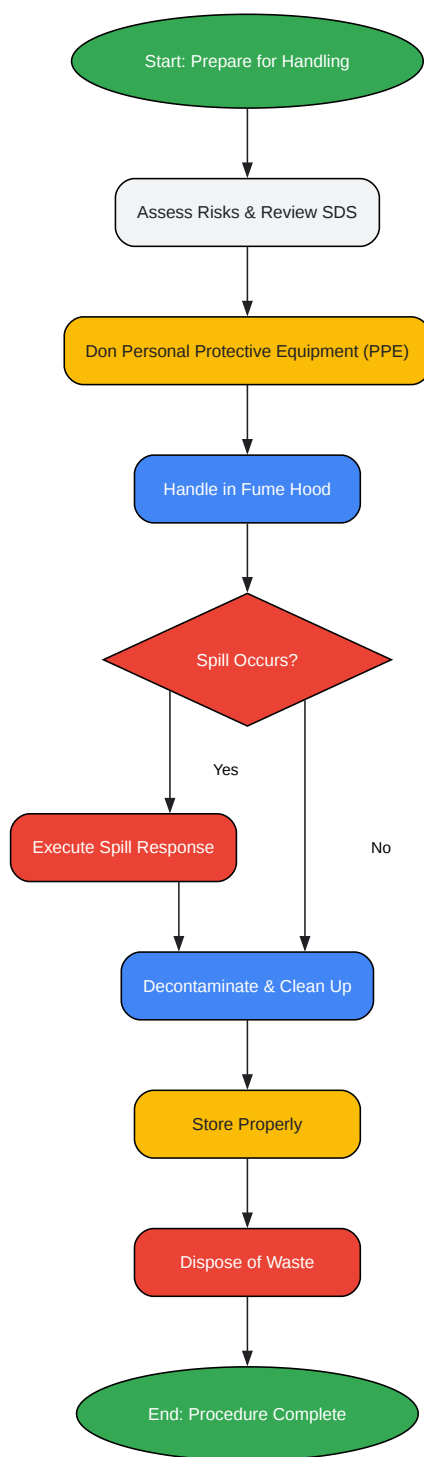 Start: Prepare for Handling
Assess Risks & Review SDS
Don Personal Protective Equipment (PPE)
Handle in Fume Hood
Spill Occurs?
Yes
Execute Spill Response
No
Decontaminate & Clean Up
Store Properly
Dispose of Waste
End: Procedure Complete